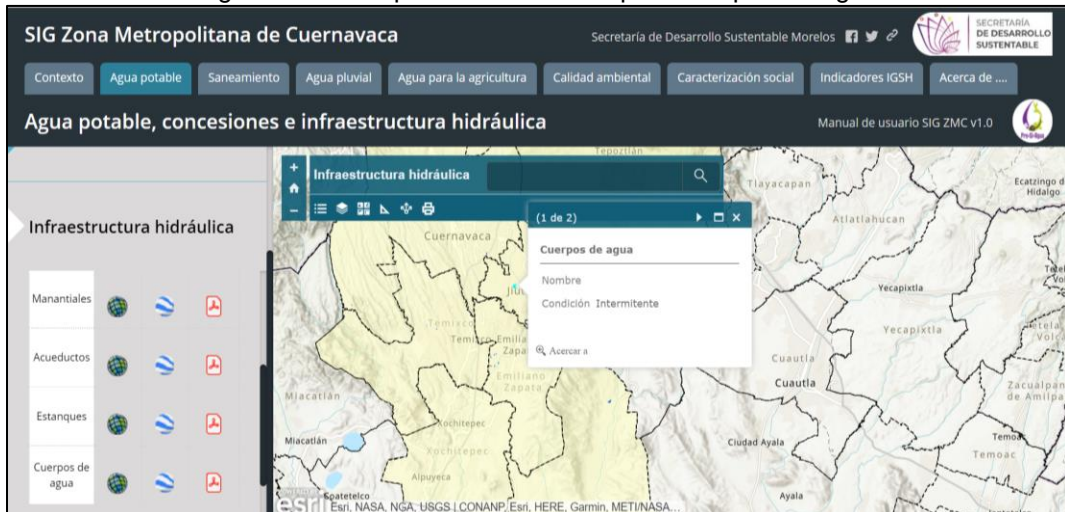 SIG Zona Metropolitana de Cuernavaca
Secretaría de Desarrollo Sustentable Morelos
SECRETARÍA
DE DESARROLLO
SUSTENTABLE
Contexto
Agua potable
Saneamiento
Agua pluvial
Agua para la agricultura
Calidad ambiental
Caracterización social
Indicadores IGSH
Acerca de ....
Agua potable, concesiones e infraestructura hidráulica
Manual de usuario SIG ZMC v1.0
Infraestructura hidráulica
Manantiales
Acueductos
Estanques
Cuerpos de
agua
+
Infraestructura hidráulica
-
(1 de 2)
Cuerpos de agua
Nombre
Condición Intermitente
Acercar a
Tepoztlán
Tlayacapan
Ecatzingo d
Hidalgo
Atlatlahucan
Cuernavaca
Yecapixtla
Yecapixtla
Temixco
Emiliano
Zapata
Cuautla
Cuautla
Zacualpan
de Amilpa
Miacatlán
Miacatlán
Xochitepec
Xochitepec
Alpuyeca
Ciudad Ayala
Ayala
Temoac
esri
Esri, NASA, NGA, USGS | CONANP, Esri, HERE, Garmin, METI/NASA...